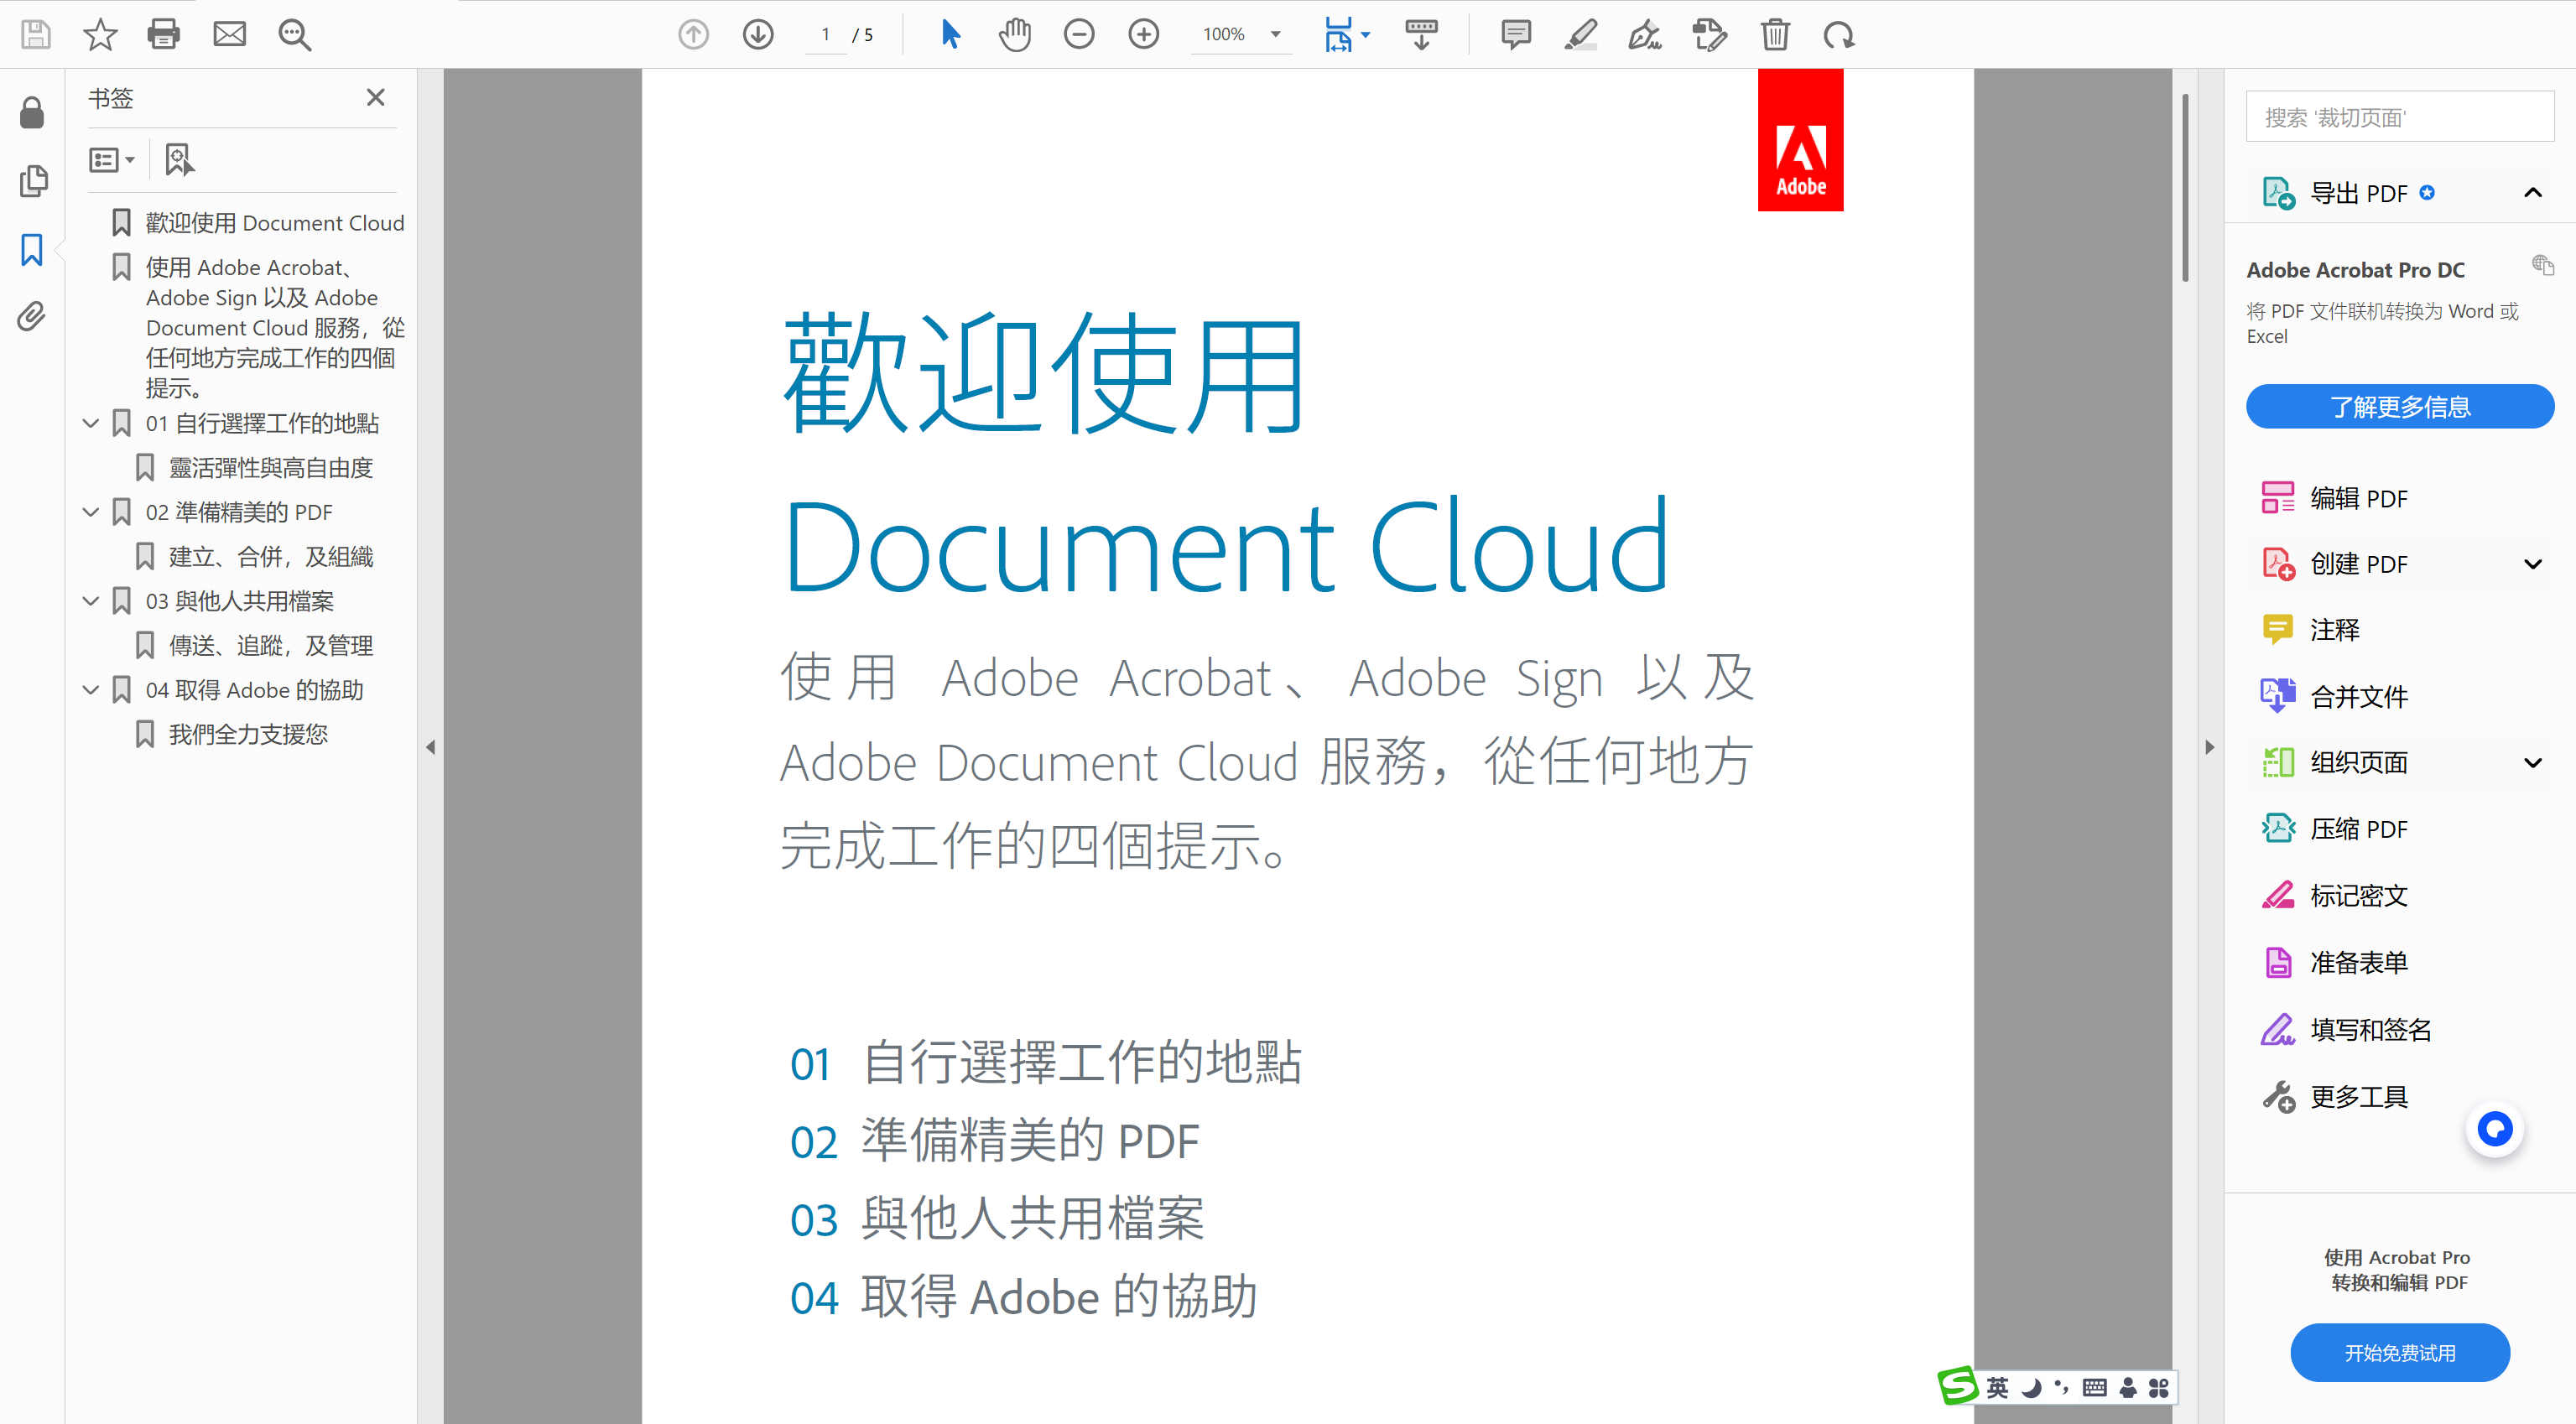 1 / 5
100%
书签
歡迎使用 Document Cloud
使用 Adobe Acrobat、
Adobe Sign 以及 Adobe
Document Cloud 服務，從
任何地方完成工作的四個
提示。
01 自行選擇工作的地點
靈活彈性與高自由度
02 準備精美的 PDF
建立、合併，及組織
03 與他人共用檔案
傳送、追蹤，及管理
04 取得 Adobe 的協助
我們全力支援您
Adobe
歡迎使用
Document Cloud
使用 Adobe Acrobat、Adobe Sign 以及
Adobe Document Cloud 服務，從任何地方
完成工作的四個提示。
01 自行選擇工作的地點
02 準備精美的 PDF
03 與他人共用檔案
04 取得 Adobe 的協助
搜索 '裁切页面'
导出 PDF
Adobe Acrobat Pro DC
将 PDF 文件联机转换为 Word 或
Excel
了解更多信息
编辑 PDF
创建 PDF
注释
合并文件
组织页面
压缩 PDF
标记密文
准备表单
填写和签名
更多工具
使用 Acrobat Pro
转换和编辑 PDF
开始免费试用
英